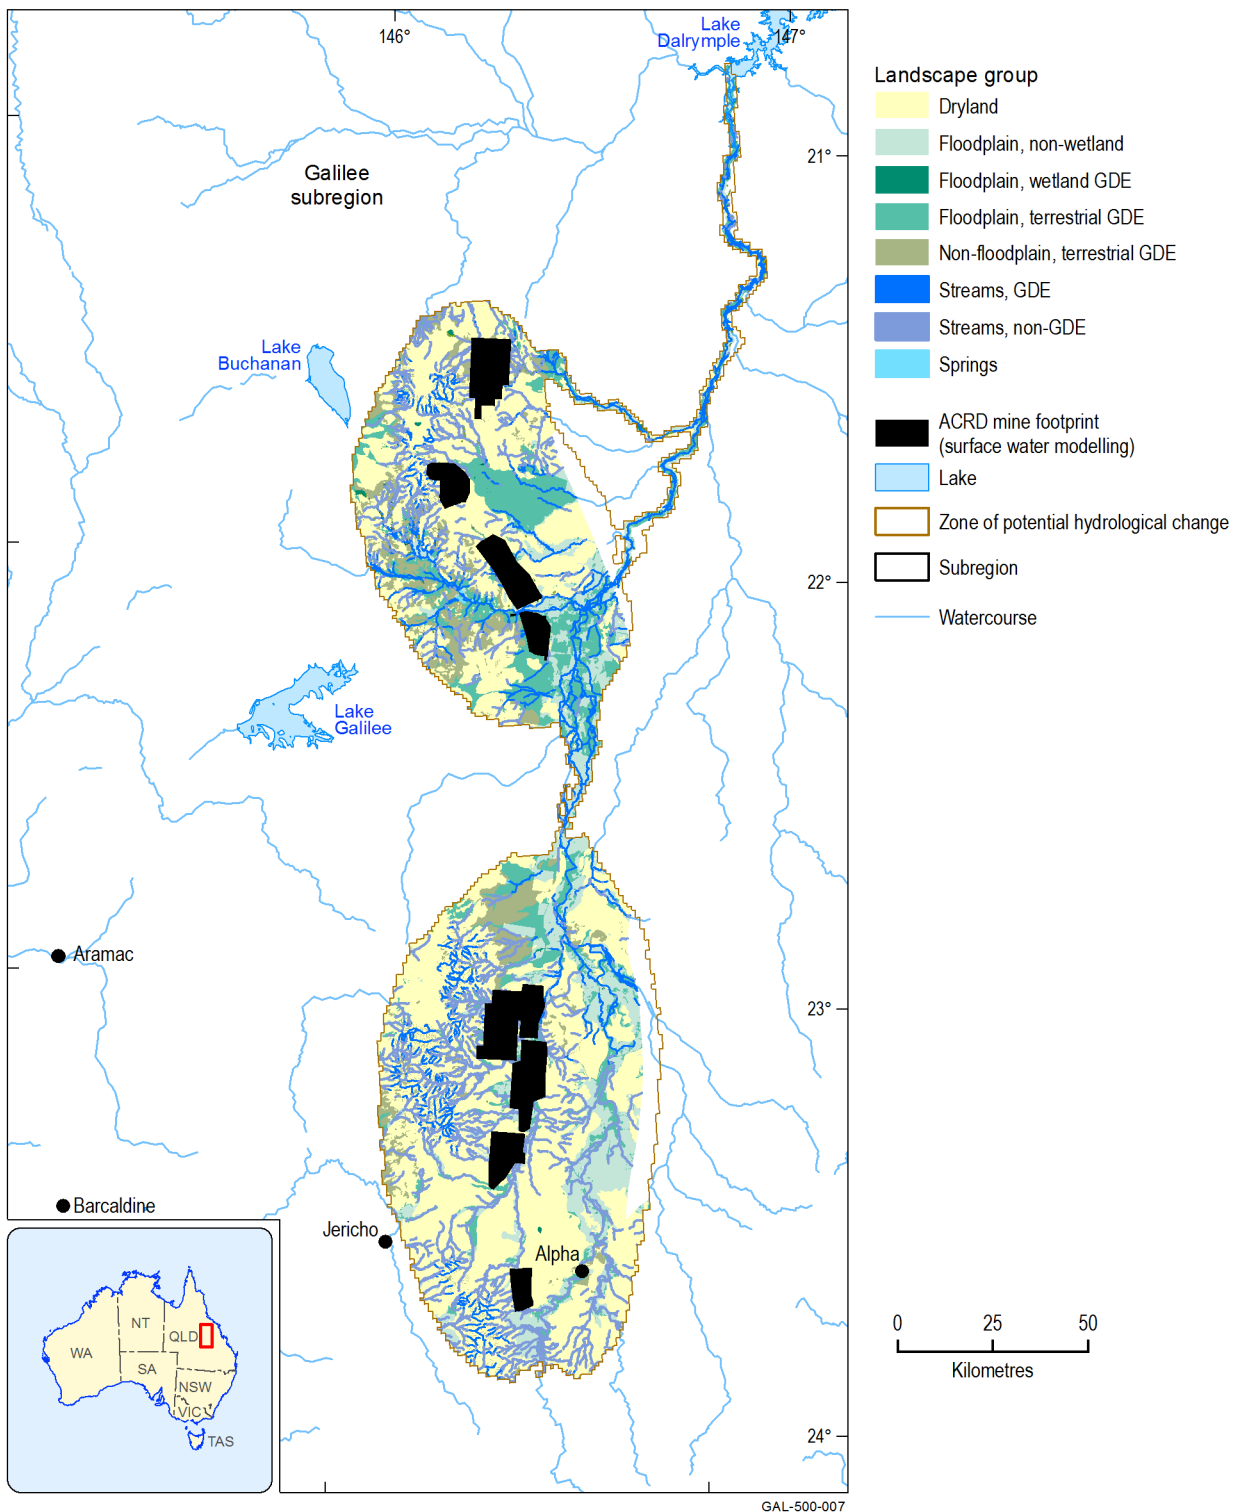 Lake
Dalrymple
146°
147°
Galilee
subregion
21°
Lake
Buchanan
22°
Lake
Galilee
Aramac
23°
Barcaldine
Jericho
Alpha
24°
Landscape group
Dryland
Floodplain, non-wetland
Floodplain, wetland GDE
Floodplain, terrestrial GDE
Non-floodplain, terrestrial GDE
Streams, GDE
Streams, non-GDE
Springs
ACRD mine footprint
(surface water modelling)
Lake
Zone of potential hydrological change
Subregion
Watercourse
0 25 50
Kilometres
NT
QLD
WA
SA
NSW
VIC
TAS
GAL-500-007